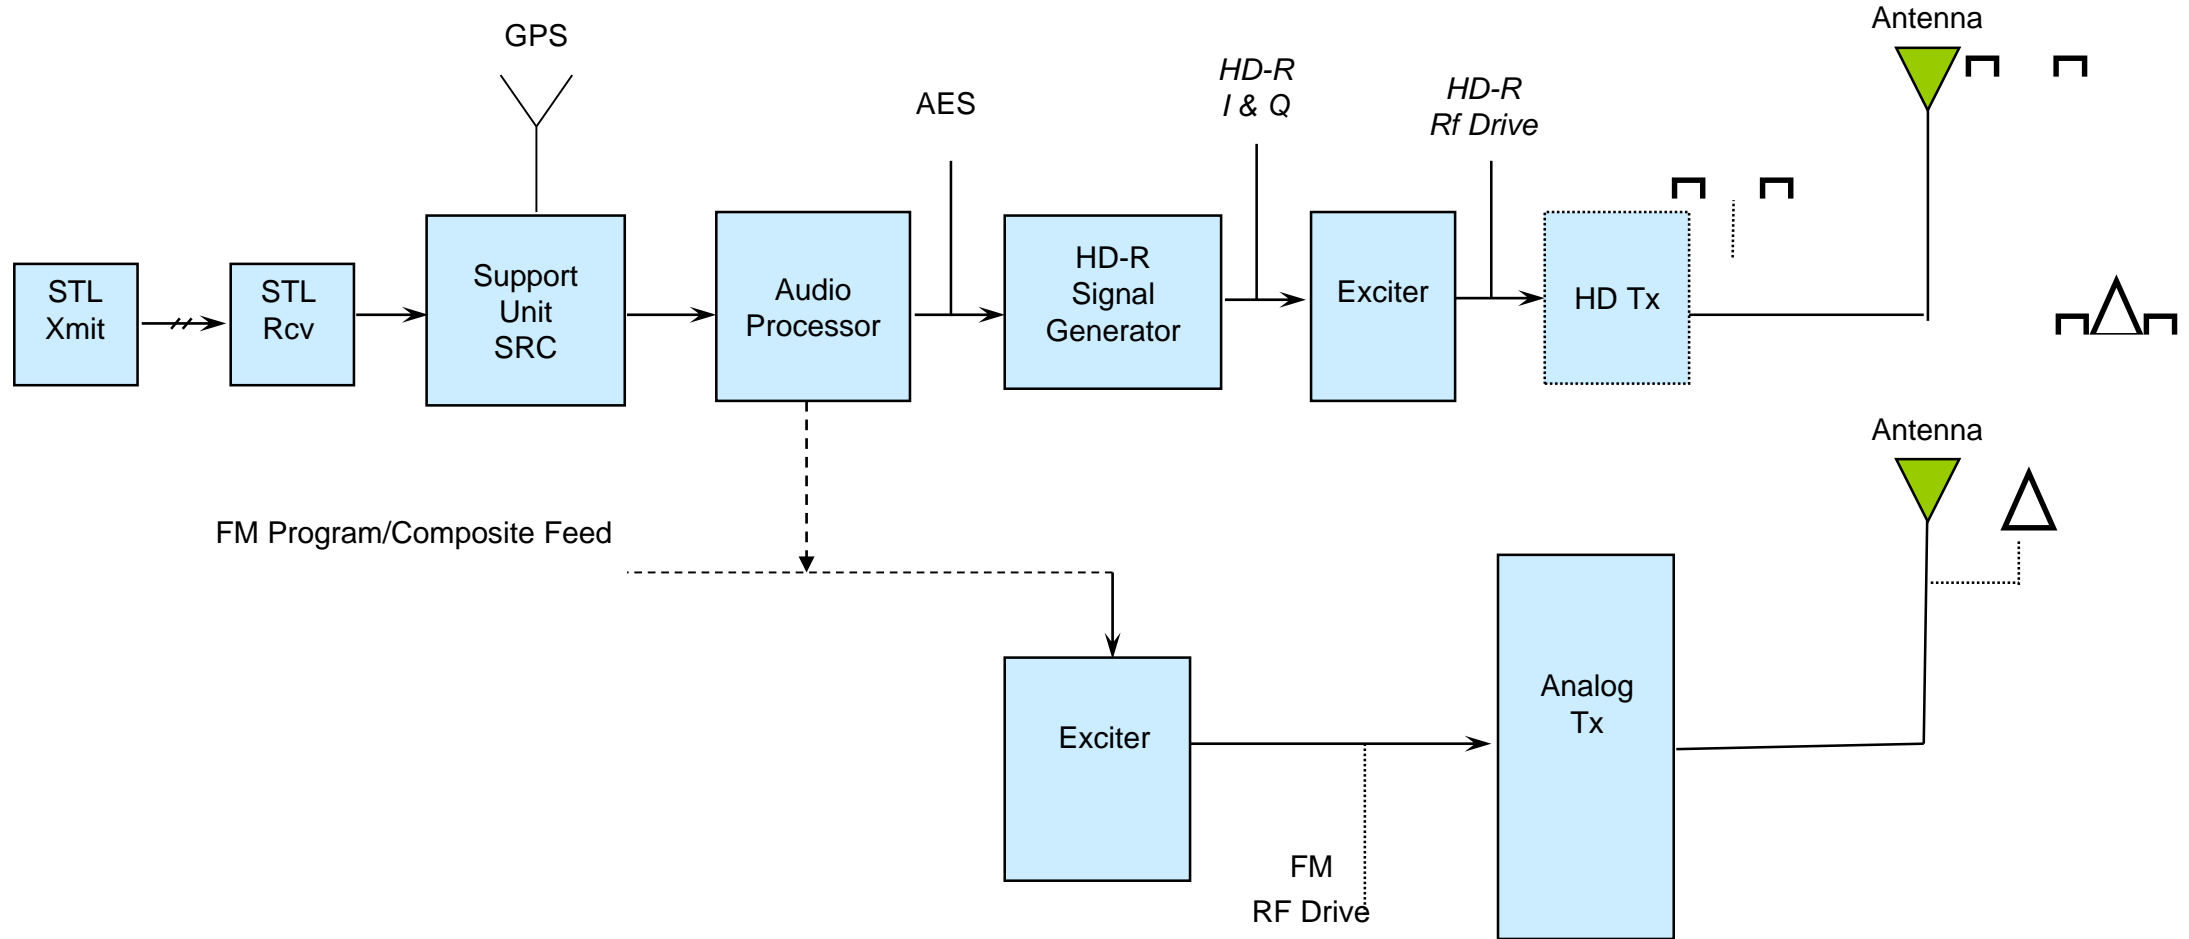 Antenna
GPS
HD-R
I & Q
HD-R
Rf Drive
AES
STL
Xmit
STL
Rcv
Support
Unit
SRC
Audio
Processor
HD-R
Signal
Generator
Exciter
HD Tx
Antenna
FM Program/Composite Feed
Exciter
Analog
Tx
FM
RF Drive